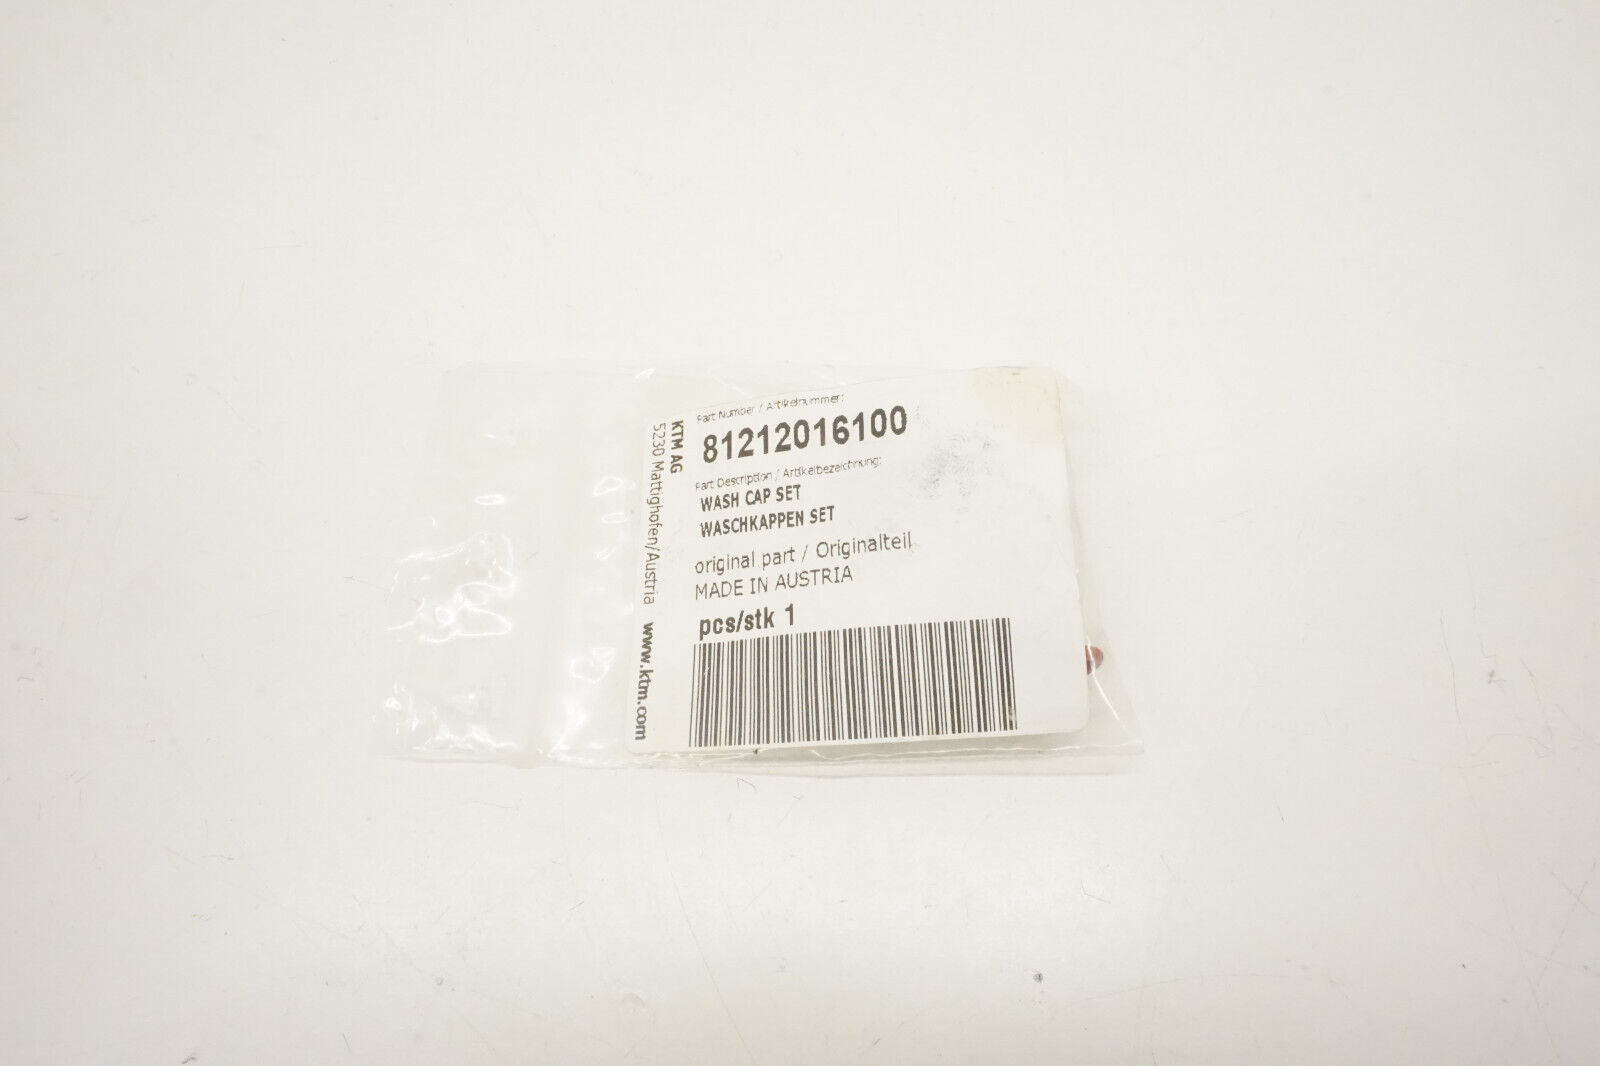 Part Number / Artikelnummer:
81212016100
Part Description / Artikelbezeichnung:
WASH CAP SET
WASCHKAPPEN SET
original part / Originalteil
MADE IN AUSTRIA
pcs/stk 1
KTM AG
5230 Mattighofen/Austria www.ktm.com